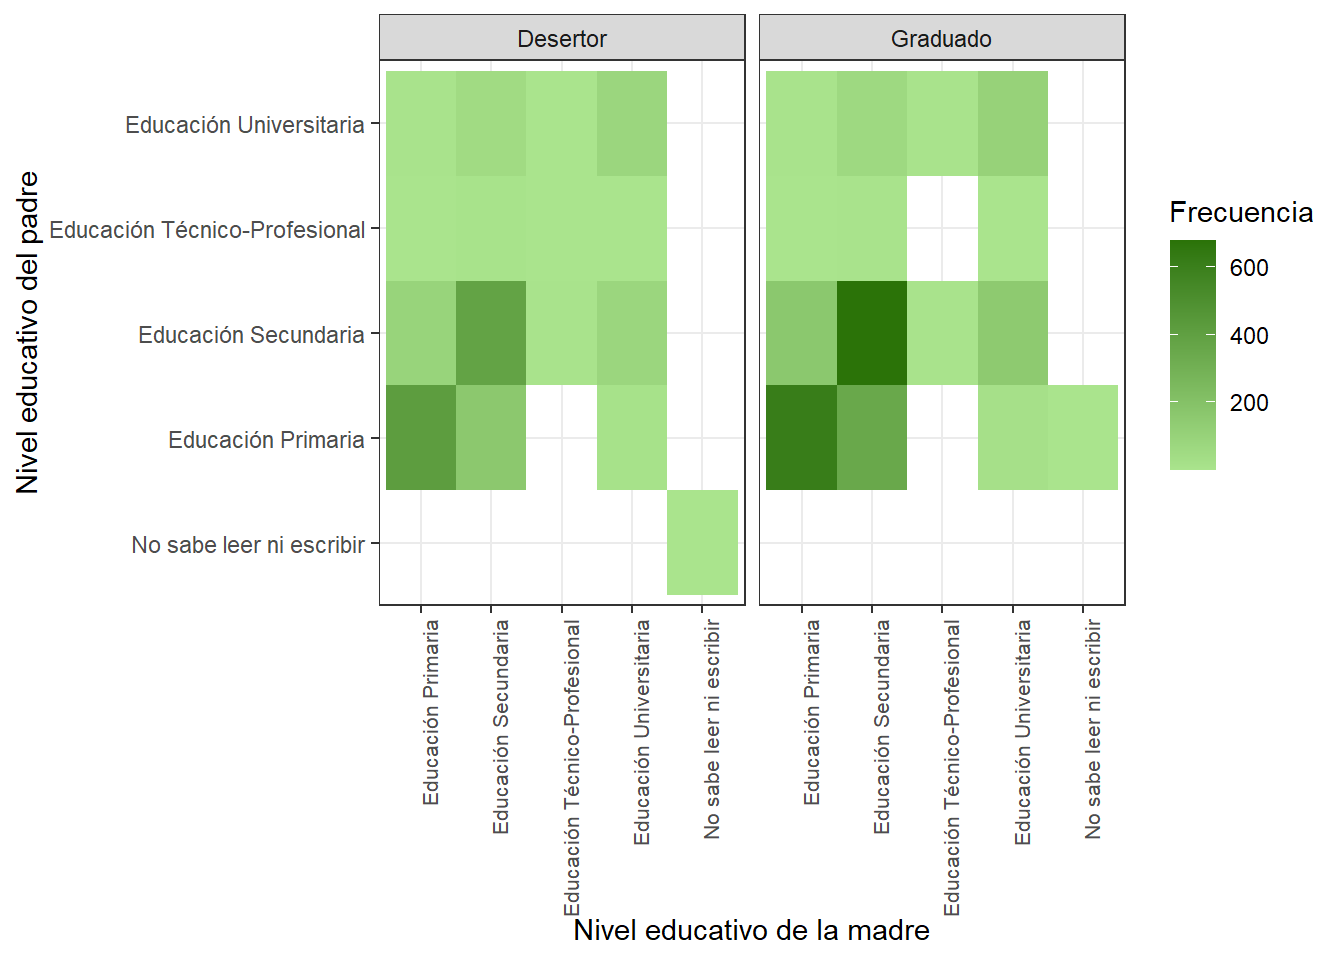 Desertor
Graduado
Nivel educativo del padre
Educación Universitaria
Educación Técnico-Profesional
Educación Secundaria
Educación Primaria
No sabe leer ni escribir
Frecuencia
600
400
200
Educación Primaria
Educación Secundaria
Educación Técnico-Profesional
Educación Universitaria
No sabe leer ni escribir
Educación Primaria
Educación Secundaria
Educación Técnico-Profesional
Educación Universitaria
No sabe leer ni escribir
Nivel educativo de la madre